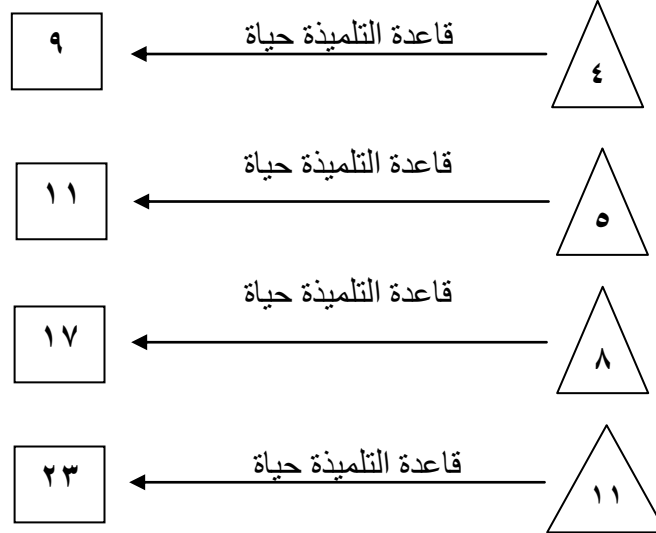 ٤ قاعدة التلميذة حياة ٩
٥ قاعدة التلميذة حياة ١١
٨ قاعدة التلميذة حياة ١٧
١١ قاعدة التلميذة حياة ٢٣